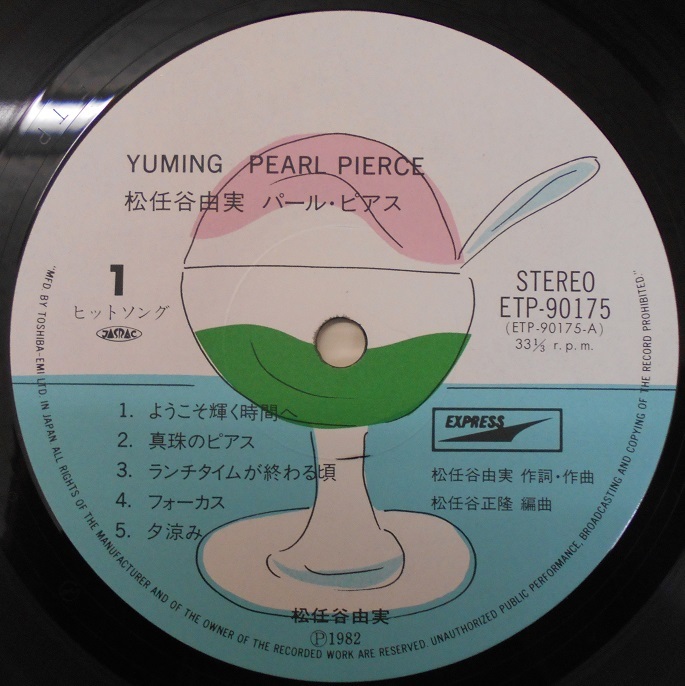 YUMING PEARL PIERCE
松任谷由実 パール・ピアス
1
ヒットソング
JASRAC
STEREO
ETP-90175
(ETP-90175-A)
33⅓ r.p.m.
1. ようこそ輝く時間へ
2. 真珠のピアス
3. ランチタイムが終わる頃
4. フォーカス
5. 夕涼み
EXPRESS
松任谷由実 作詞・作曲
松任谷正隆 編曲
松任谷由実
Ⓟ1982
"MFD. BY TOSHIBA-EMI LTD. IN JAPAN ALL RIGHTS OF THE MANUFACTURER AND OF THE OWNER OF THE RECORDED WORK ARE RESERVED. UNAUTHORIZED PUBLIC PERFORMANCE, BROADCASTING AND COPYING OF THE RECORD PROHIBITED."